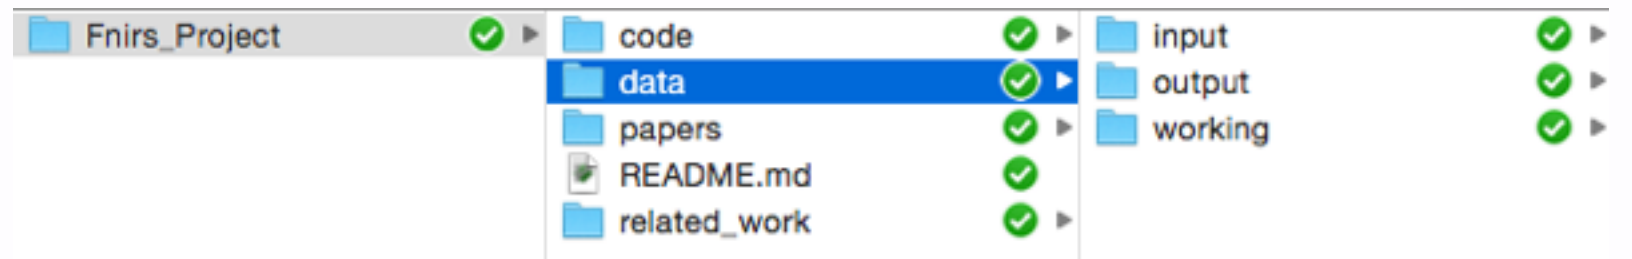 Fnirs_Project
code
data
papers
README.md
related_work
input
output
working